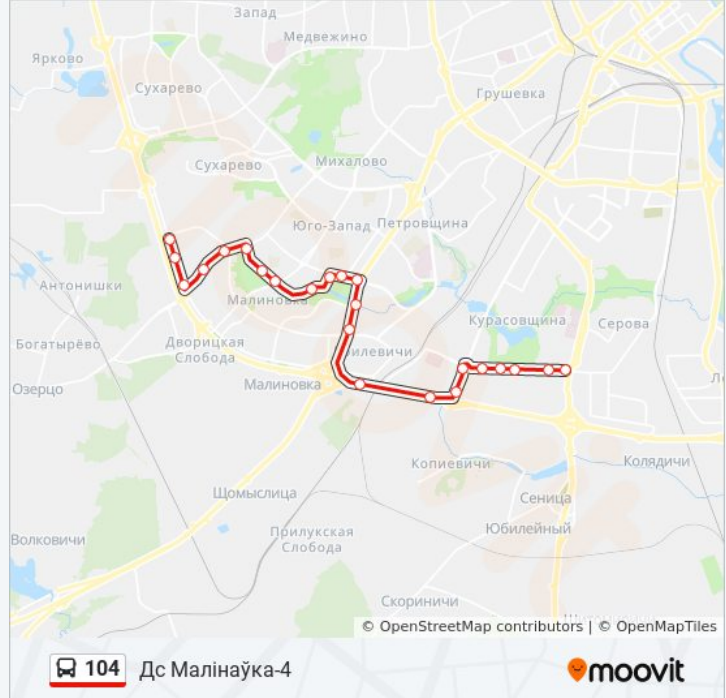 Запад
Медвежино
Ярково
Сухарево
Грушевка
Сухарево
Михалово
Юго-Запад
Петровщина
Антонишки
Малиновка
Курасовщина
Серова
Дворицкая
Слобода
Богатырёво
Малиновка
Озерцо
Копиевичи
Колядичи
Щомыслица
Сеница
Юбилейный
Прилукская
Слобода
Волковичи
Скориничи
© OpenStreetMap contributors | © OpenMapTiles
104 Дс Малінаўка-4
moovit